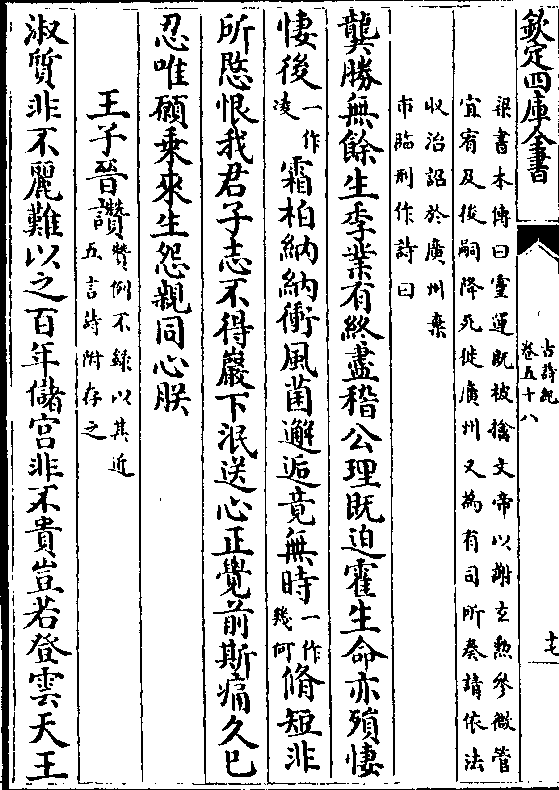 欽定四庫全書
古詩紀
卷五十八
十七
梁書本傳曰靈運既被擒文帝以謝玄勲參微管
宜宥及後嗣降死徙廣州又為有司所奏請依法
收治詔於廣州棄
市臨刑作詩曰
龔勝無餘生季業有終盡稽公理既迫霍生命亦殞悽
悽後一作凌霜柏納納衝風菌邂逅竟無時一作幾何脩短非
所愍恨我君子志不得巖下泯送心正覺前斯痛久已
忍唯願乗來生怨親同心朕
王子晉讃贊例不録以其近五言詩附存之
淑質非不麗難以之百年儲宫非不貴豈若登雲天王